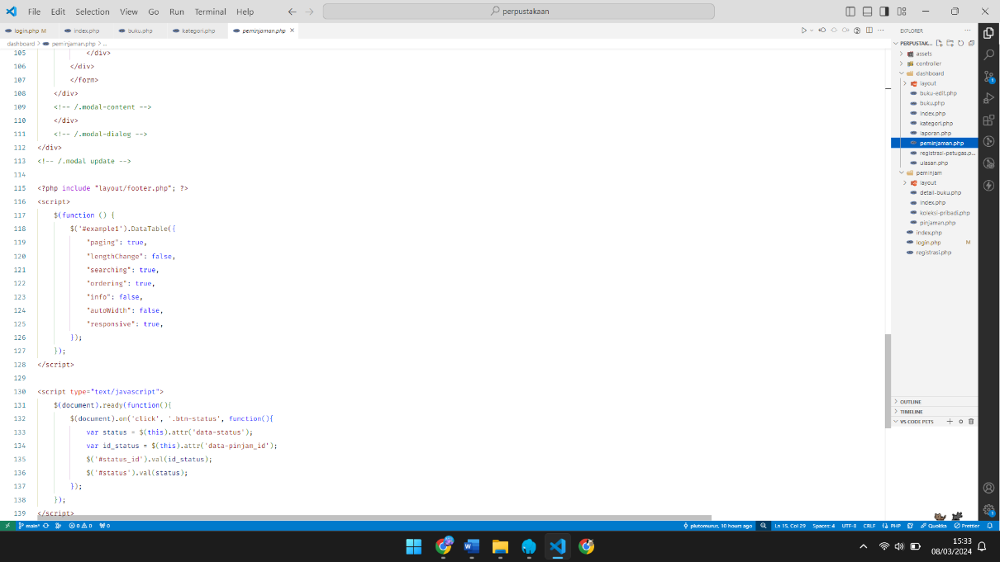 File Edit Selection View Go Run Terminal Help
perpustakaan
login.php M
index.php
buku.php
kategori.php
peminjaman.php
dashboard > peminjaman.php > ...
105 </div>
106 </div>
107 </form>
108 </div>
109 <!-- /.modal-content -->
110 </div>
111 <!-- /.modal-dialog -->
112 </div>
113 <!-- /.modal update -->
114
115 <?php include "layout/footer.php"; ?>
116 <script>
117 $(function () {
118 $('#example1').DataTable({
119 "paging": true,
120 "lengthChange": false,
121 "searching": true,
122 "ordering": true,
123 "info": false,
124 "autoWidth": false,
125 "responsive": true,
126 });
127 });
128 </script>
129
130 <script type="text/javascript">
131 $(document).ready(function(){
132 $(document).on('click', '.btn-status', function(){
133 var status = $(this).attr('data-status');
134 var id_status = $(this).attr('data-pinjam_id');
135 $('#status_id').val(id_status);
136 $('#status').val(status);
137 });
138 });
139 </script>
EXPLORER
PERPUSTAK...
assets
controller
dashboard
layout
buku-edit.php
buku.php
index.php
kategori.php
laporan.php
peminjaman.php
registrasi-petugas.p...
ulasan.php
peminjam
layout
detail-buku.php
index.php
koleksi-pribadi.php
pinjaman.php
index.php
login.php M
registrasi.php
OUTLINE
TIMELINE
VS CODE PETS
main* 0 0 0
plutomurus, 10 hours ago
Ln 15, Col 29 Spaces: 4 UTF-8 CRLF PHP Quokka Prettier
15:33
08/03/2024